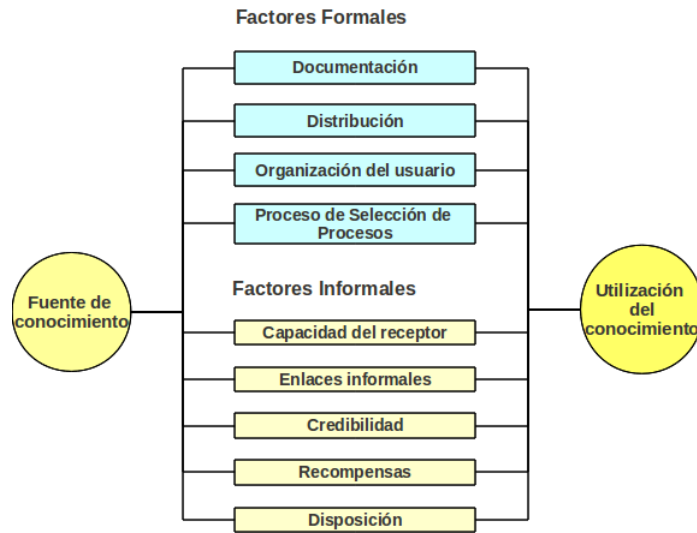 Factores Formales
Documentación
Distribución
Organización del usuario
Proceso de Selección de
Procesos
Fuente de
conocimiento
Factores Informales
Capacidad del receptor
Enlaces informales
Credibilidad
Recompensas
Disposición
Utilización
del
conocimiento